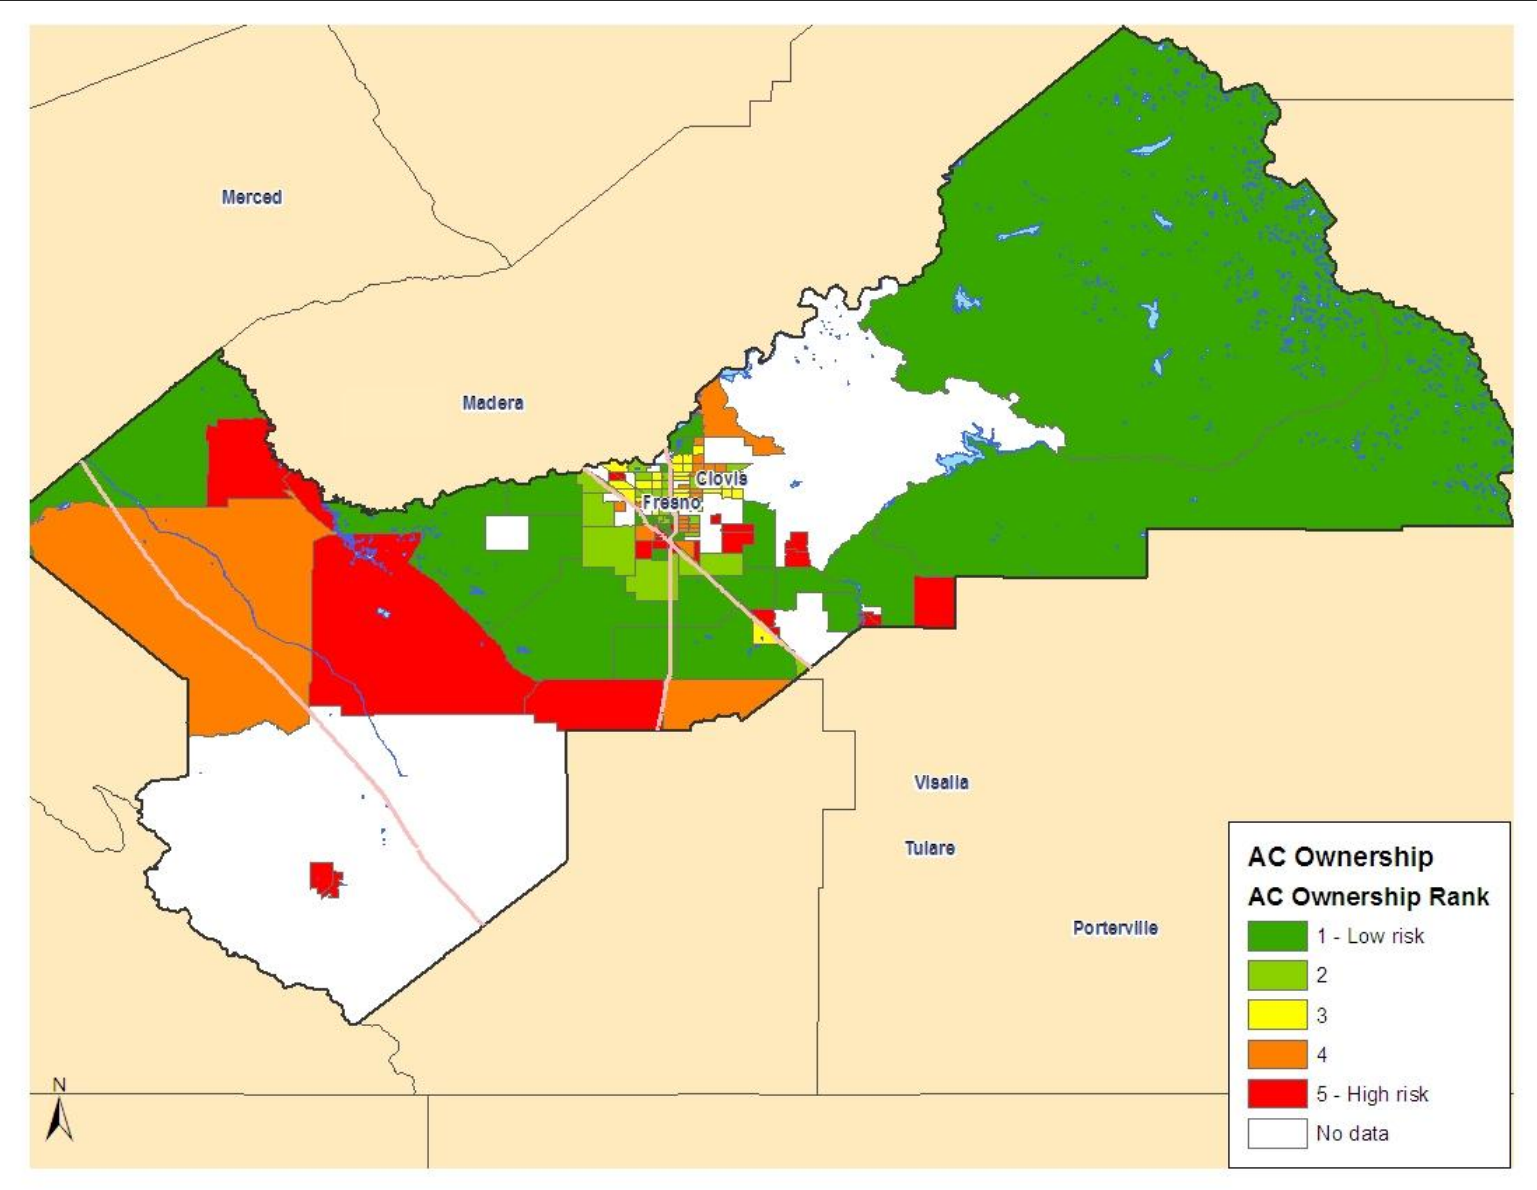 Merced
Madera
Clovis
Fresno
Visalia
Tulare
Porterville
N
AC Ownership
AC Ownership Rank
1 - Low risk
2
3
4
5 - High risk
No data